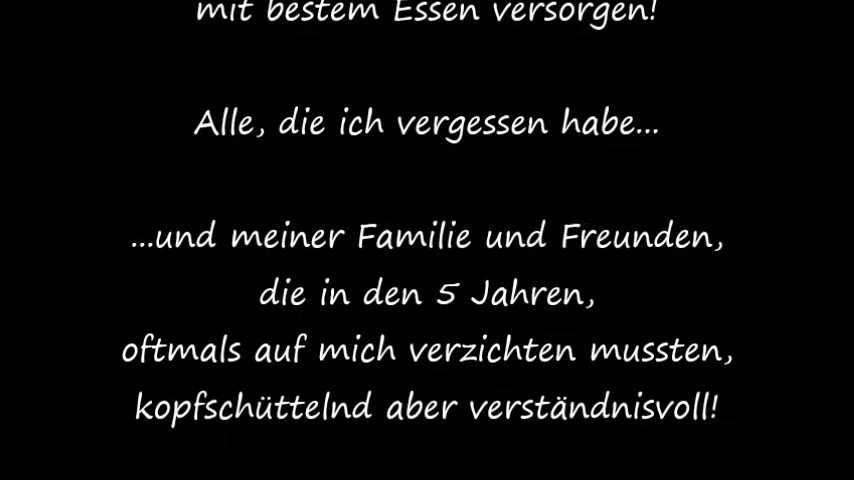 mit bestem Essen versorgen!
Alle, die ich vergessen habe...
...und meiner Familie und Freunden,
die in den 5 Jahren,
oftmals auf mich verzichten mussten,
kopfschüttelnd aber verständnisvoll!